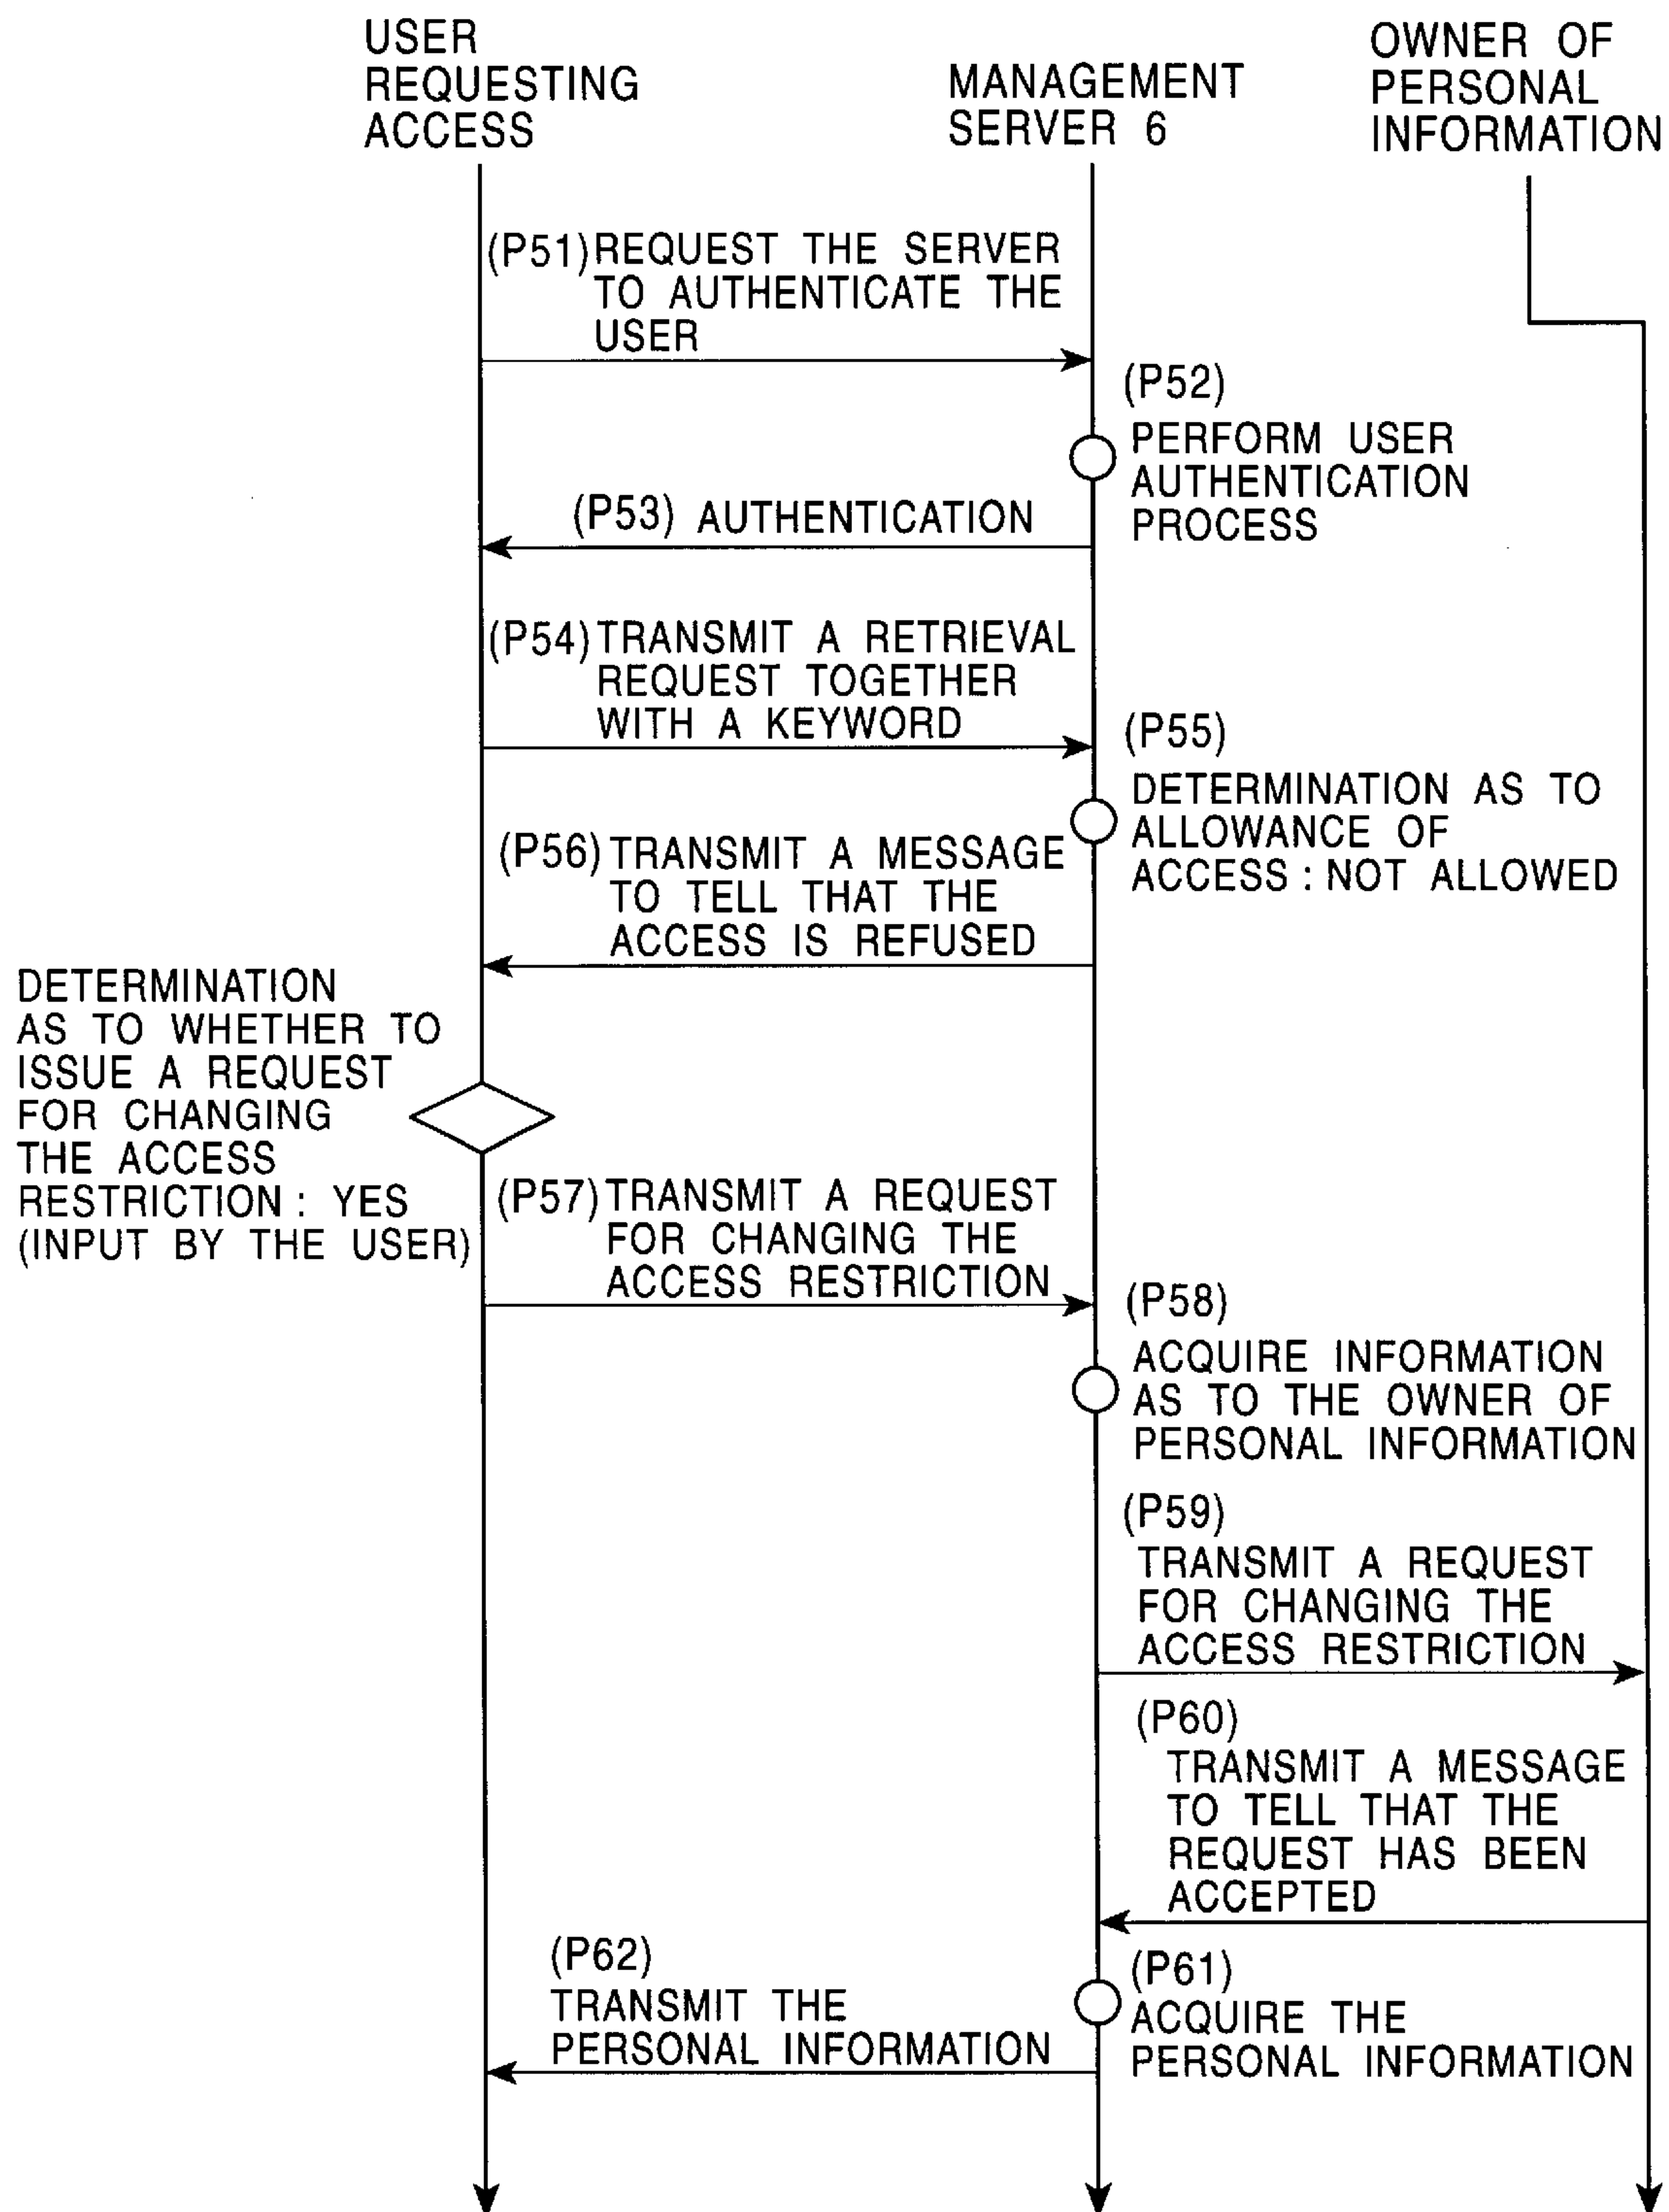 USER
REQUESTING
ACCESS
MANAGEMENT
SERVER 6
OWNER OF
PERSONAL
INFORMATION
(P51) REQUEST THE SERVER
TO AUTHENTICATE THE
USER
(P52)
PERFORM USER
AUTHENTICATION
PROCESS
(P53) AUTHENTICATION
(P54) TRANSMIT A RETRIEVAL
REQUEST TOGETHER
WITH A KEYWORD
(P55)
DETERMINATION AS TO
ALLOWANCE OF
ACCESS : NOT ALLOWED
(P56) TRANSMIT A MESSAGE
TO TELL THAT THE
ACCESS IS REFUSED
DETERMINATION
AS TO WHETHER TO
ISSUE A REQUEST
FOR CHANGING
THE ACCESS
RESTRICTION : YES
(INPUT BY THE USER)
(P57) TRANSMIT A REQUEST
FOR CHANGING THE
ACCESS RESTRICTION
(P58)
ACQUIRE INFORMATION
AS TO THE OWNER OF
PERSONAL INFORMATION
(P59)
TRANSMIT A REQUEST
FOR CHANGING THE
ACCESS RESTRICTION
(P60)
TRANSMIT A MESSAGE
TO TELL THAT THE
REQUEST HAS BEEN
ACCEPTED
(P61)
ACQUIRE THE
PERSONAL INFORMATION
(P62)
TRANSMIT THE
PERSONAL INFORMATION